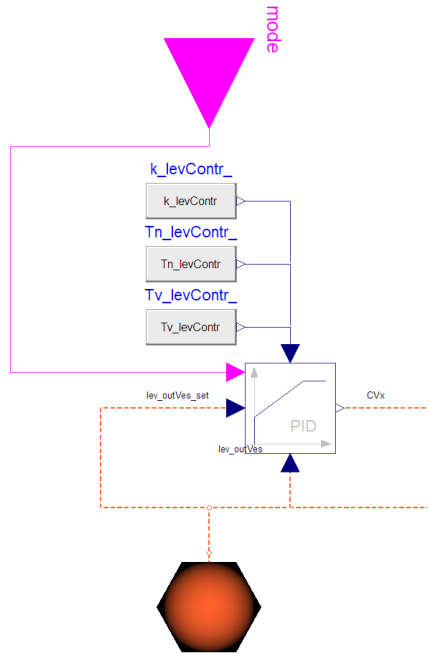 mode
k_levContr_
k_levContr
Tn_levContr_
Tn_levContr
Tv_levContr_
Tv_levContr
lev_outVes_set
CVx
PID
lev_outVes